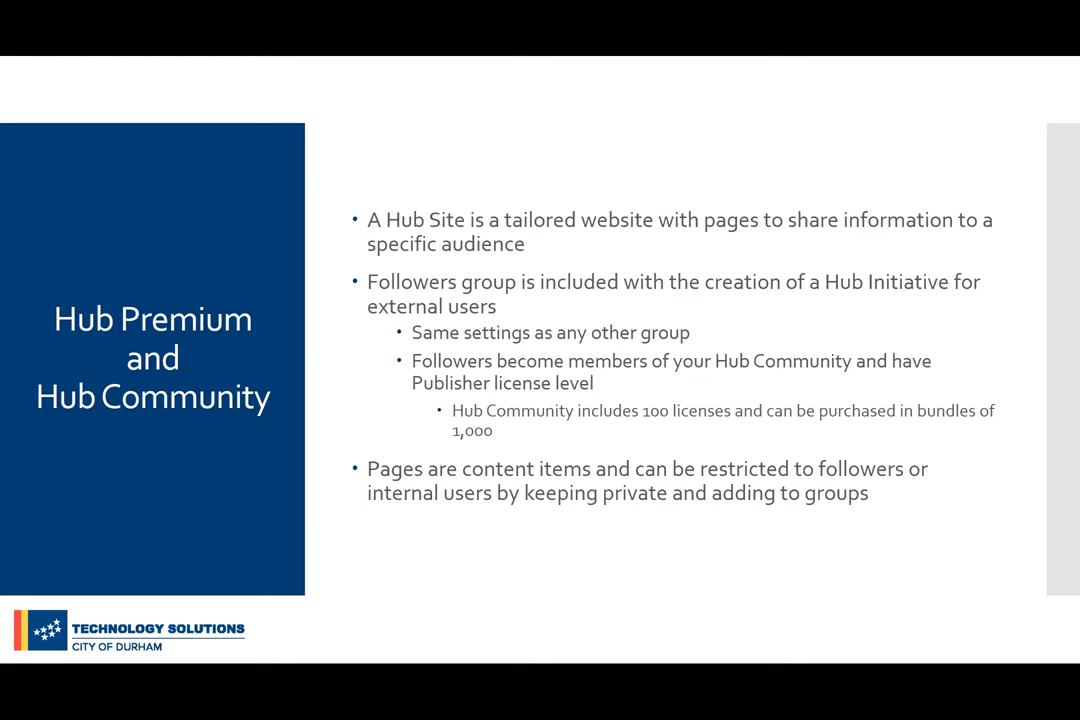 Hub Premium
and
Hub Community
• A Hub Site is a tailored website with pages to share information to a
specific audience
• Followers group is included with the creation of a Hub Initiative for
external users
• Same settings as any other group
• Followers become members of your Hub Community and have
Publisher license level
• Hub Community includes 100 licenses and can be purchased in bundles of
1,000
• Pages are content items and can be restricted to followers or
internal users by keeping private and adding to groups
TECHNOLOGY SOLUTIONS
CITY OF DURHAM